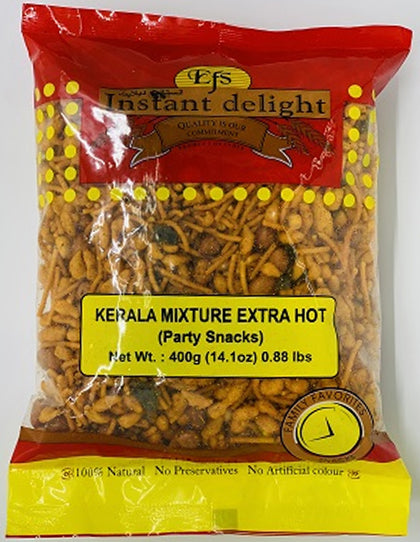 Efs
Instant delight
QUALITY IS OUR
COMMITMENT
KERALA MIXTURE EXTRA HOT
(Party Snacks)
Net Wt. : 400g (14.1oz) 0.88 lbs
FAMILY FAVORITES
SNACKS
100% Natural No Preservatives No Artificial colour